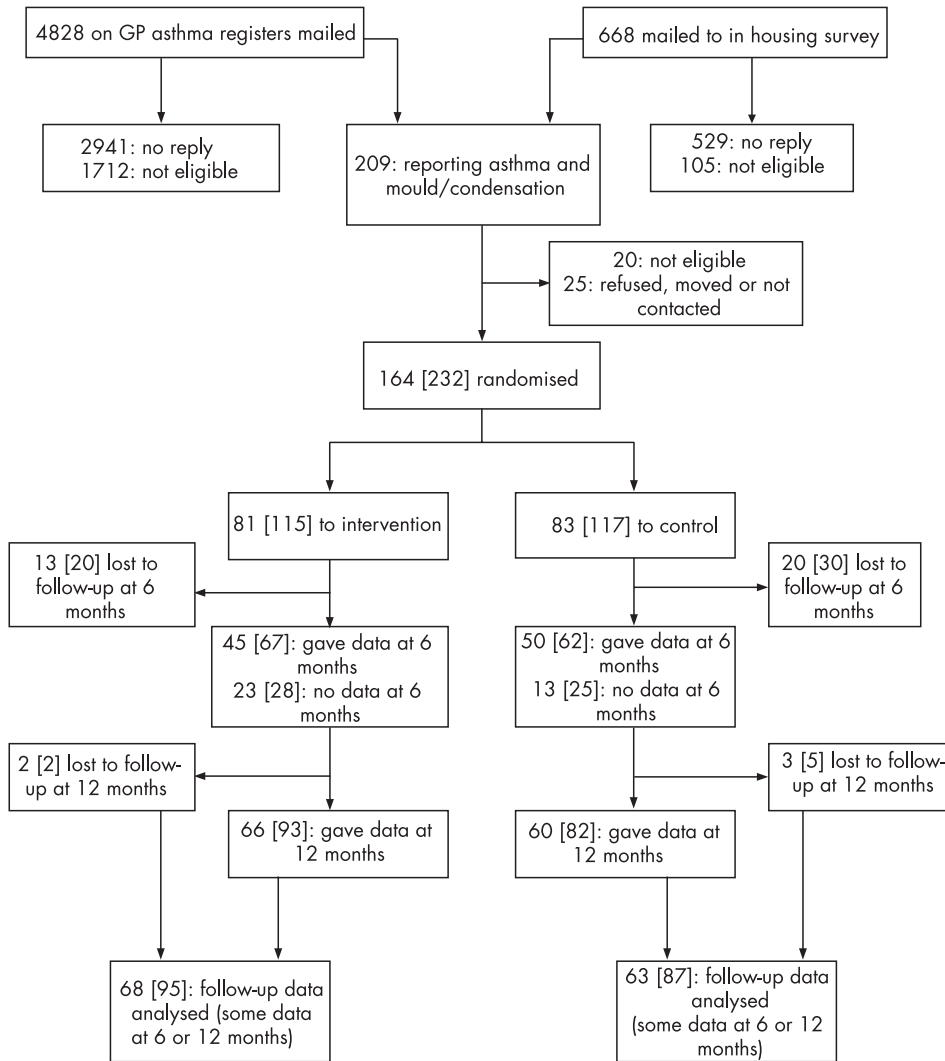 4828 on GP asthma registers mailed
668 mailed to in housing survey
2941: no reply
1712: not eligible
209: reporting asthma and
mould/condensation
529: no reply
105: not eligible
20: not eligible
25: refused, moved or not
contacted
164 [232] randomised
81 [115] to intervention
83 [117] to control
13 [20] lost to
follow-up at 6
months
20 [30] lost to
follow-up at 6
months
45 [67]: gave data at 6
months
23 [28]: no data at 6
months
50 [62]: gave data at 6
months
13 [25]: no data at 6
months
2 [2] lost to follow-
up at 12 months
3 [5] lost to follow-
up at 12 months
66 [93]: gave data at
12 months
60 [82]: gave data at
12 months
68 [95]: follow-up data
analysed (some data
at 6 or 12 months)
63 [87]: follow-up data
analysed
(some data at 6 or 12
months)